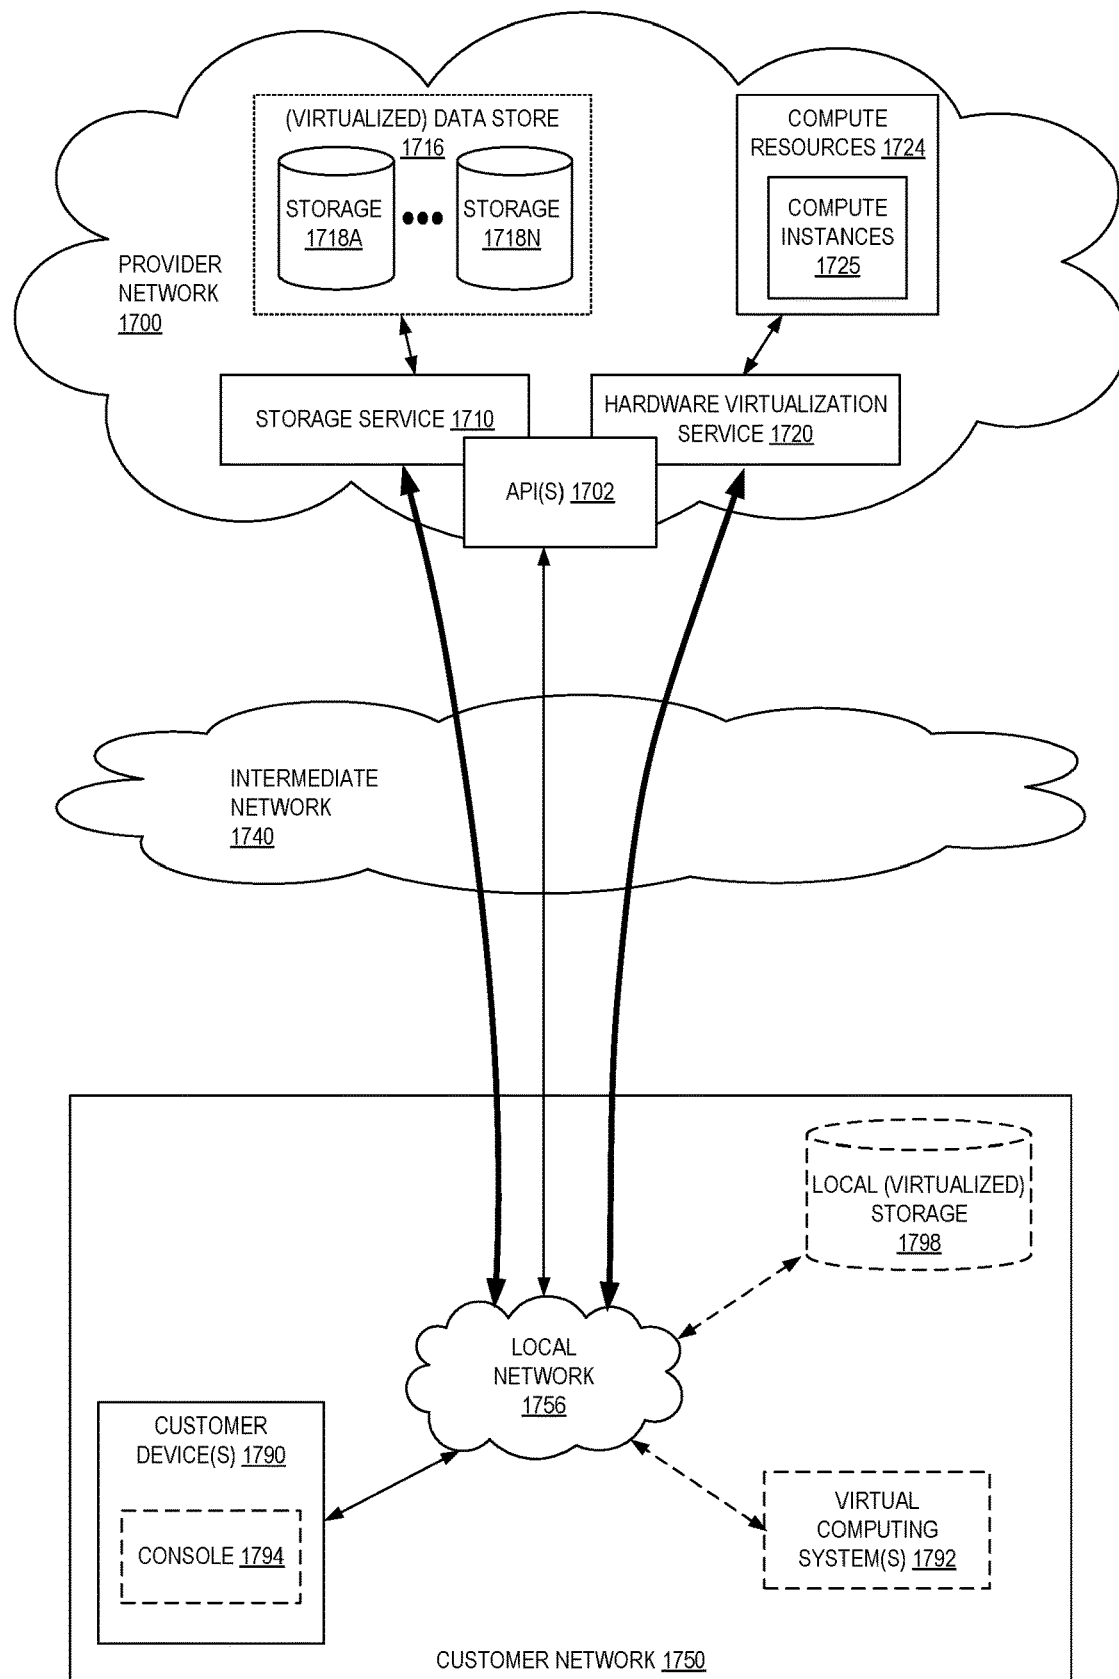 (VIRTUALIZED) DATA STORE
1716
STORAGE
1718A
STORAGE
1718N
COMPUTE
RESOURCES 1724
COMPUTE
INSTANCES
1725
PROVIDER
NETWORK
1700
STORAGE SERVICE 1710
HARDWARE VIRTUALIZATION
SERVICE 1720
API(S) 1702
INTERMEDIATE
NETWORK
1740
LOCAL (VIRTUALIZED)
STORAGE
1798
LOCAL
NETWORK
1756
CUSTOMER
DEVICE(S) 1790
CONSOLE 1794
VIRTUAL
COMPUTING
SYSTEM(S) 1792
CUSTOMER NETWORK 1750